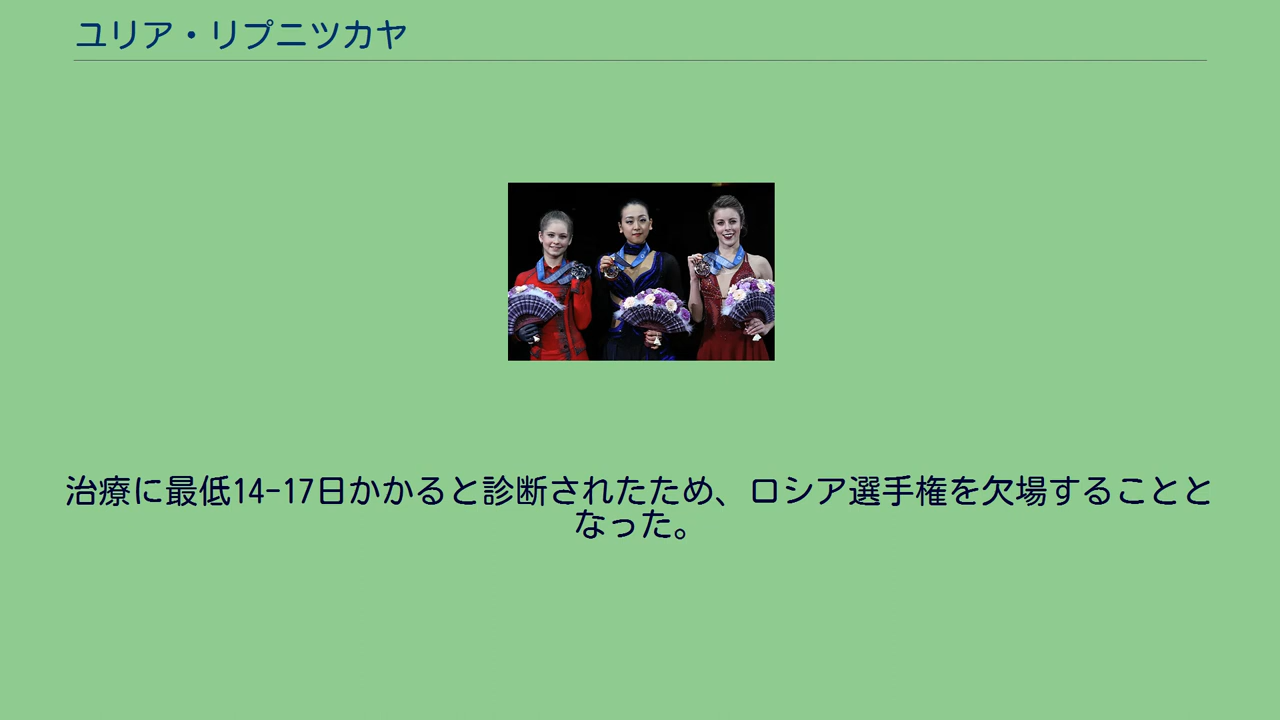 ユリア・リプニツカヤ
治療に最低14-17日かかると診断されたため、ロシア選手権を欠場することと
なった。